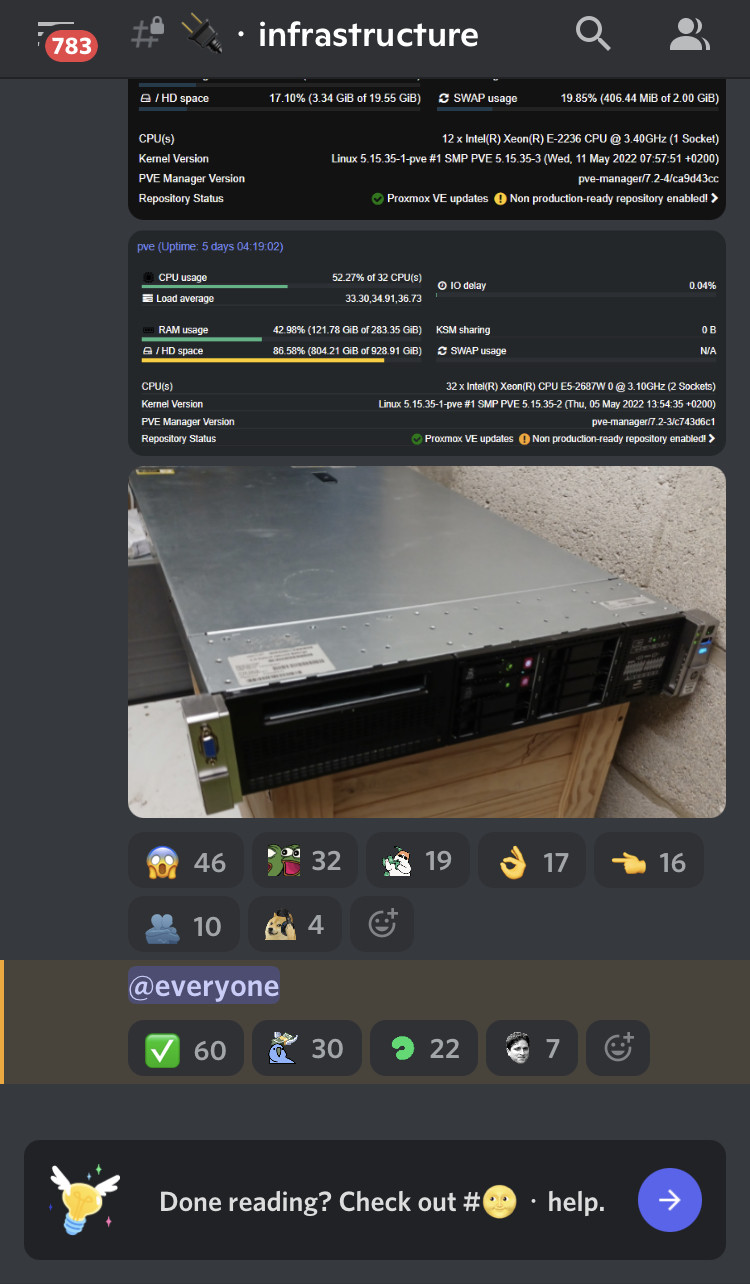 783
# · infrastructure
/ HD space 17.10% (3.34 GiB of 19.55 GiB) SWAP usage 19.85% (406.44 MiB of 2.00 GiB)
CPU(s) 12 x Intel(R) Xeon(R) E-2236 CPU @ 3.40GHz (1 Socket)
Kernel Version Linux 5.15.35-1-pve #1 SMP PVE 5.15.35-3 (Wed, 11 May 2022 07:57:51 +0200)
PVE Manager Version pve-manager/7.2-4/ca9d43cc
Repository Status Proxmox VE updates Non production-ready repository enabled!
pve (Uptime: 5 days 04:19:02)
CPU usage 52.27% of 32 CPU(s) IO delay 0.04%
Load average 33.30,34.91,36.73
RAM usage 42.98% (121.78 GiB of 283.35 GiB) KSM sharing 0 B
/ HD space 86.58% (804.21 GiB of 928.91 GiB) SWAP usage N/A
CPU(s) 32 x Intel(R) Xeon(R) CPU E5-2687W 0 @ 3.10GHz (2 Sockets)
Kernel Version Linux 5.15.35-1-pve #1 SMP PVE 5.15.35-2 (Thu, 05 May 2022 13:54:35 +0200)
PVE Manager Version pve-manager/7.2-3/c743d6c1
Repository Status Proxmox VE updates Non production-ready repository enabled!
46 32 19 17 16
10 4
@everyone
60 30 22 7
Done reading? Check out #🌝 · help.